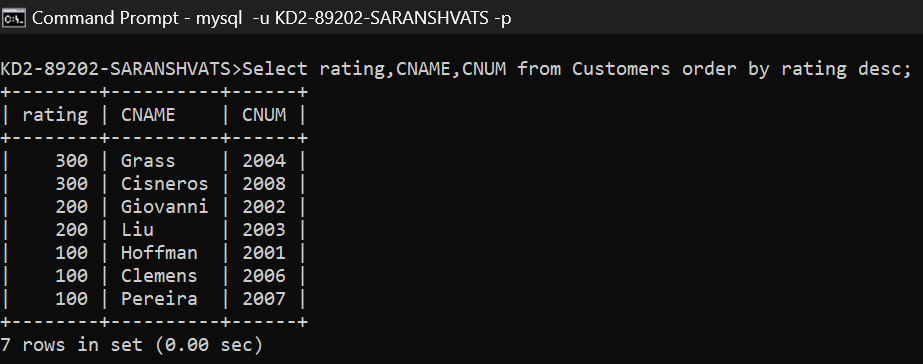 Command Prompt - mysql  -u KD2-89202-SARANSHVATS -p
KD2-89202-SARANSHVATS>Select rating,CNAME,CNUM from Customers order by rating desc;
+--------+----------+------+
| rating | CNAME    | CNUM |
+--------+----------+------+
|    300 | Grass    | 2004 |
|    300 | Cisneros | 2008 |
|    200 | Giovanni | 2002 |
|    200 | Liu      | 2003 |
|    100 | Hoffman  | 2001 |
|    100 | Clemens  | 2006 |
|    100 | Pereira  | 2007 |
+--------+----------+------+
7 rows in set (0.00 sec)